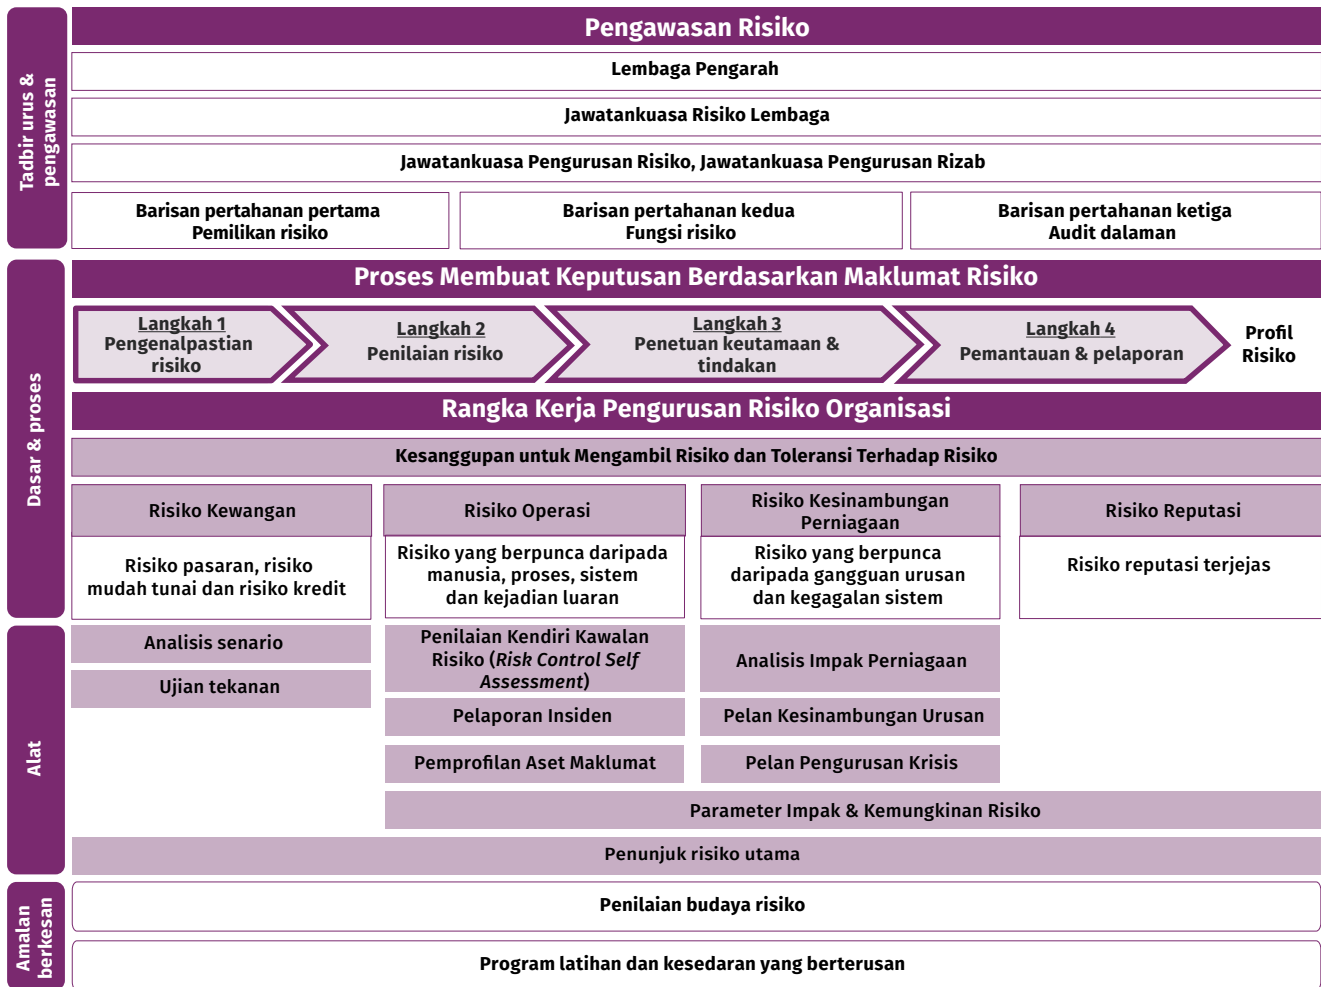 Tadbir urus &
pengawasan
Pengawasan Risiko
Lembaga Pengarah
Jawatankuasa Risiko Lembaga
Jawatankuasa Pengurusan Risiko, Jawatankuasa Pengurusan Rizab
Barisan pertahanan pertama
Pemilikan risiko
Barisan pertahanan kedua
Fungsi risiko
Barisan pertahanan ketiga
Audit dalaman
Dasar & proses
Proses Membuat Keputusan Berdasarkan Maklumat Risiko
Langkah 1
Pengenalpastian
risiko
Langkah 2
Penilaian risiko
Langkah 3
Penetuan keutamaan &
tindakan
Langkah 4
Pemantauan & pelaporan
Profil
Risiko
Rangka Kerja Pengurusan Risiko Organisasi
Kesanggupan untuk Mengambil Risiko dan Toleransi Terhadap Risiko
Risiko Kewangan
Risiko pasaran, risiko
mudah tunai dan risiko kredit
Risiko Operasi
Risiko yang berpunca daripada
manusia, proses, sistem
dan kejadian luaran
Risiko Kesinambungan
Perniagaan
Risiko yang berpunca
daripada gangguan urusan
dan kegagalan sistem
Risiko Reputasi
Risiko reputasi terjejas
Alat
Analisis senario
Ujian tekanan
Penilaian Kendiri Kawalan
Risiko (Risk Control Self
Assessment)
Pelaporan Insiden
Pemprofilan Aset Maklumat
Analisis Impak Perniagaan
Pelan Kesinambungan Urusan
Pelan Pengurusan Krisis
Parameter Impak & Kemungkinan Risiko
Penunjuk risiko utama
Amalan
berkesan
Penilaian budaya risiko
Program latihan dan kesedaran yang berterusan